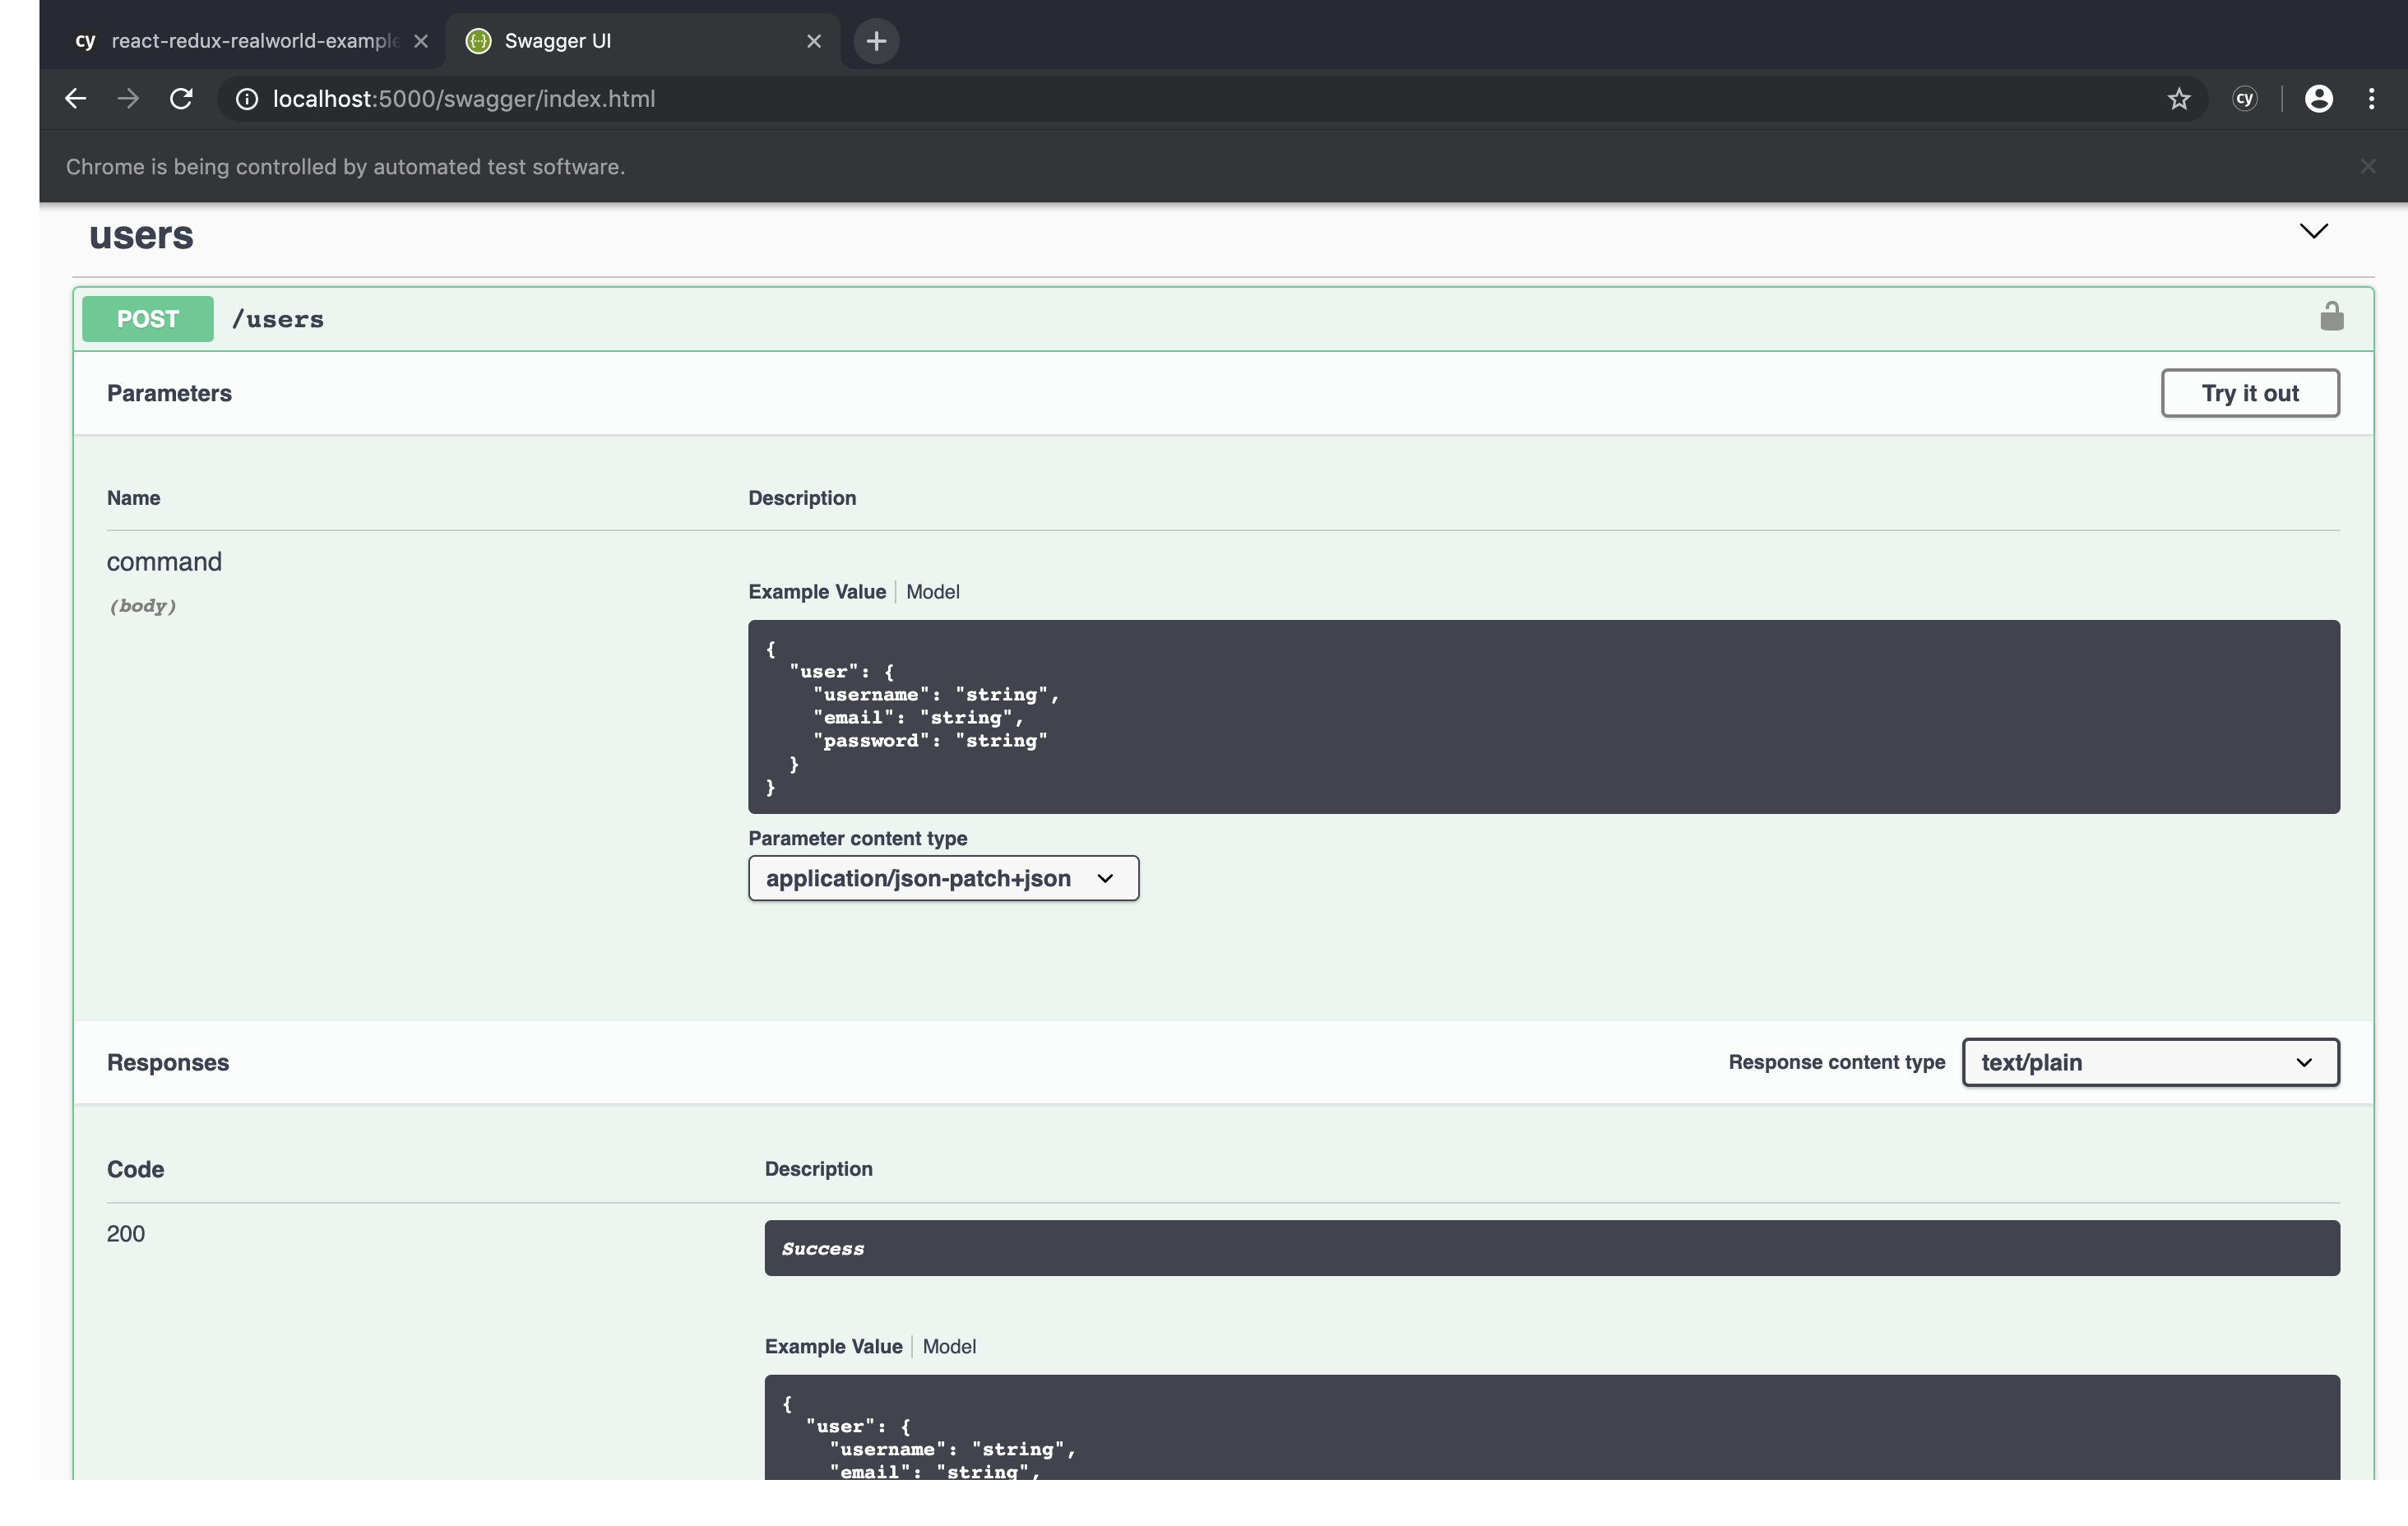 cy react-redux-realworld-example Swagger UI
localhost:5000/swagger/index.html cy
Chrome is being controlled by automated test software.
users
POST /users
Parameters Try it out
Name Description
command
(body)
Example Value Model
{
  "user": {
    "username": "string",
    "email": "string",
    "password": "string"
  }
}
Parameter content type
application/json-patch+json
Responses Response content type text/plain
Code Description
200
Success
Example Value Model
{
  "user": {
    "username": "string",
    "email": "string",